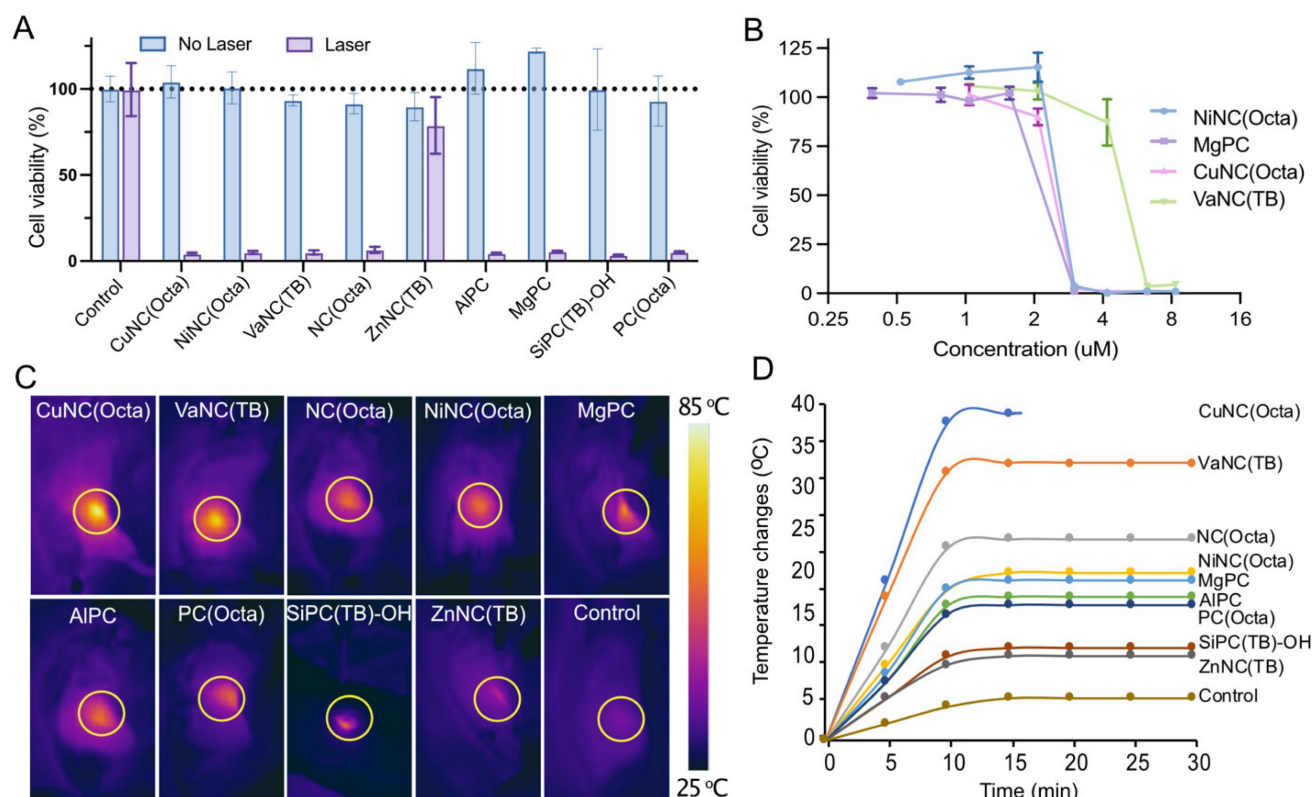 A
No Laser
Laser
Cell viability (%)
100
50
0
Control
CuNC(Octa)
NiNC(Octa)
VaNC(TB)
NC(Octa)
ZnNC(TB)
AlPC
MgPC
SiPC(TB)-OH
PC(Octa)
B
Cell viability (%)
125
100
75
50
25
0
0.25
0.5
1
2
4
8
16
Concentration (uM)
NiNC(Octa)
MgPC
CuNC(Octa)
VaNC(TB)
C
CuNC(Octa)
VaNC(TB)
NC(Octa)
NiNC(Octa)
MgPC
AlPC
PC(Octa)
SiPC(TB)-OH
ZnNC(TB)
Control
85 ºC
25 ºC
D
Temperature changes (ºC)
40
35
30
25
20
15
10
5
0
0
5
10
15
20
25
30
Time (min)
CuNC(Octa)
VaNC(TB)
NC(Octa)
NiNC(Octa)
MgPC
AlPC
PC(Octa)
SiPC(TB)-OH
ZnNC(TB)
Control